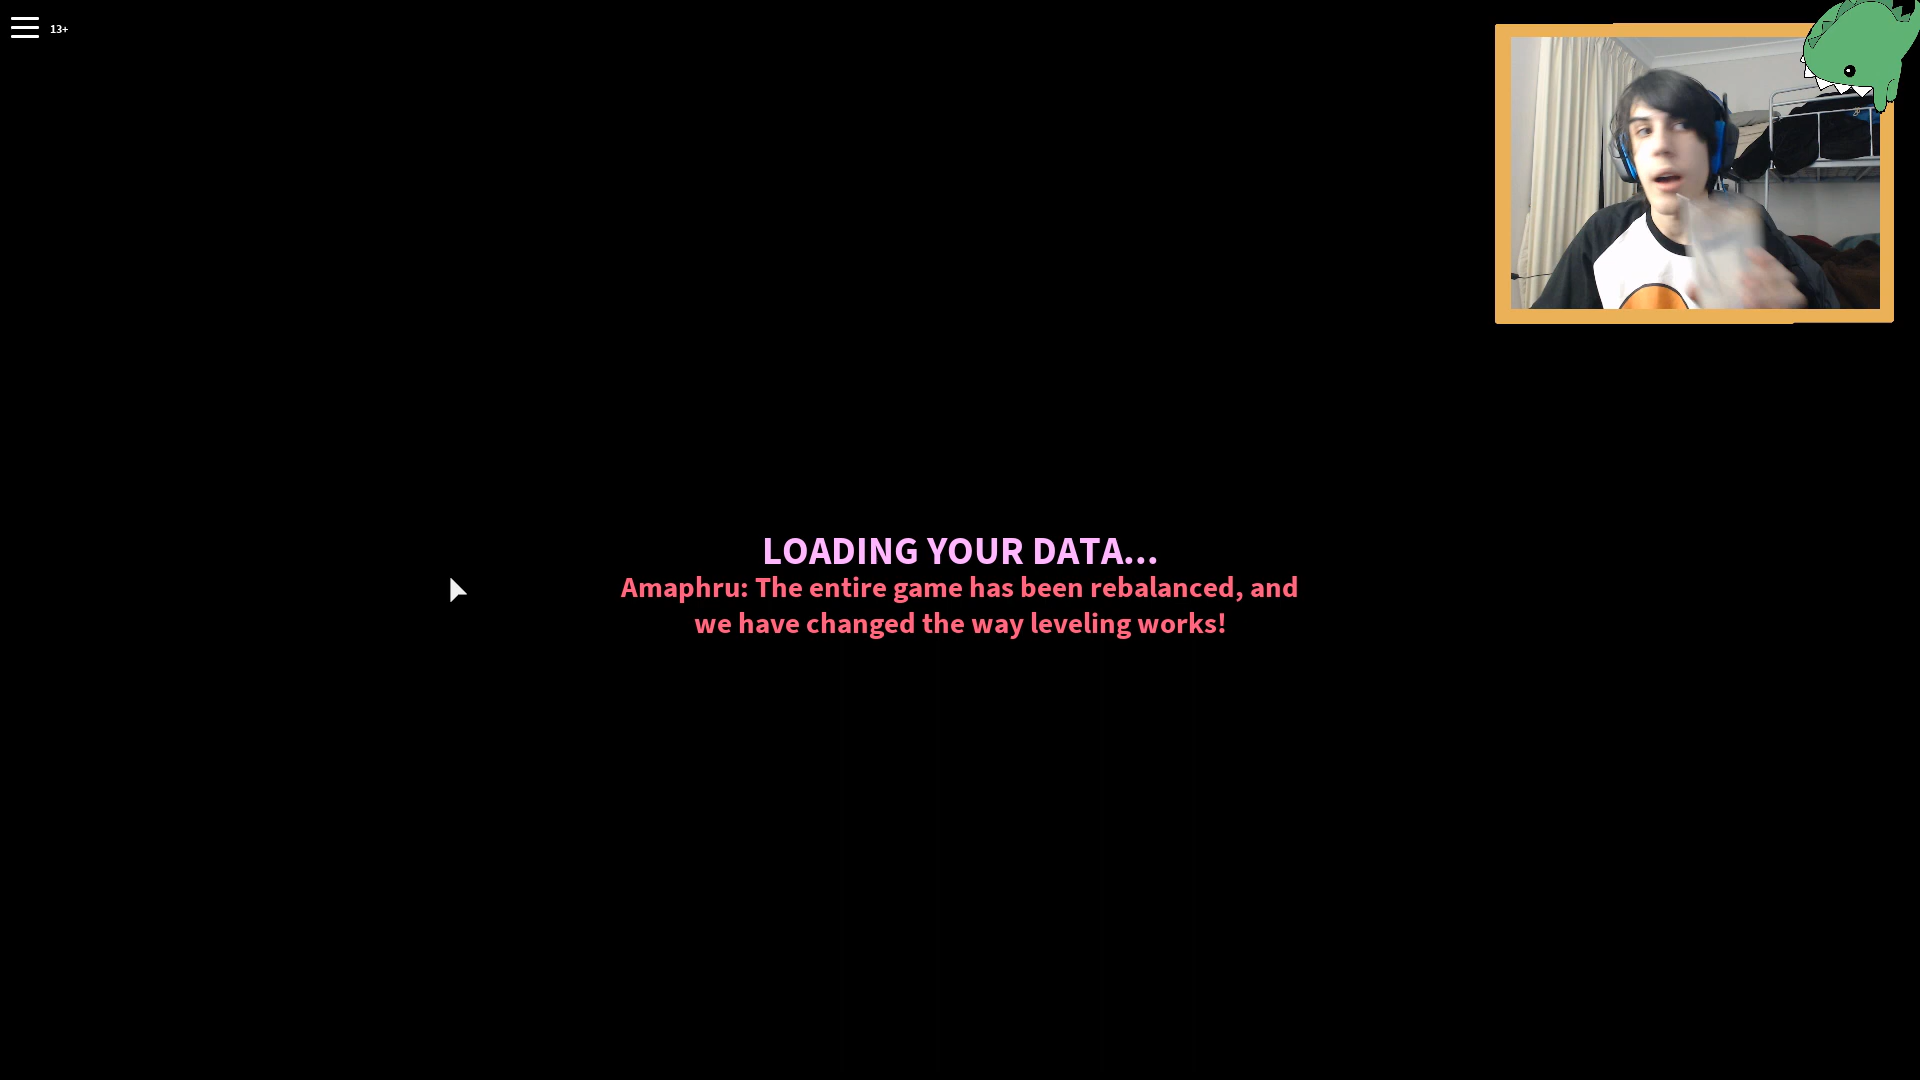 13+
LOADING YOUR DATA...
Amaphru: The entire game has been rebalanced, and
we have changed the way leveling works!